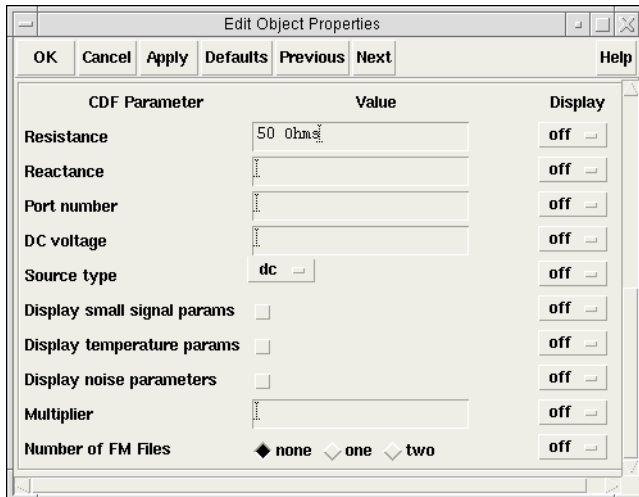 Edit Object Properties
OK Cancel Apply Defaults Previous Next Help
CDF Parameter Value Display
Resistance 50 Ohms off
Reactance off
Port number off
DC voltage off
Source type dc off
Display small signal params off
Display temperature params off
Display noise parameters off
Multiplier off
Number of FM Files none one two off